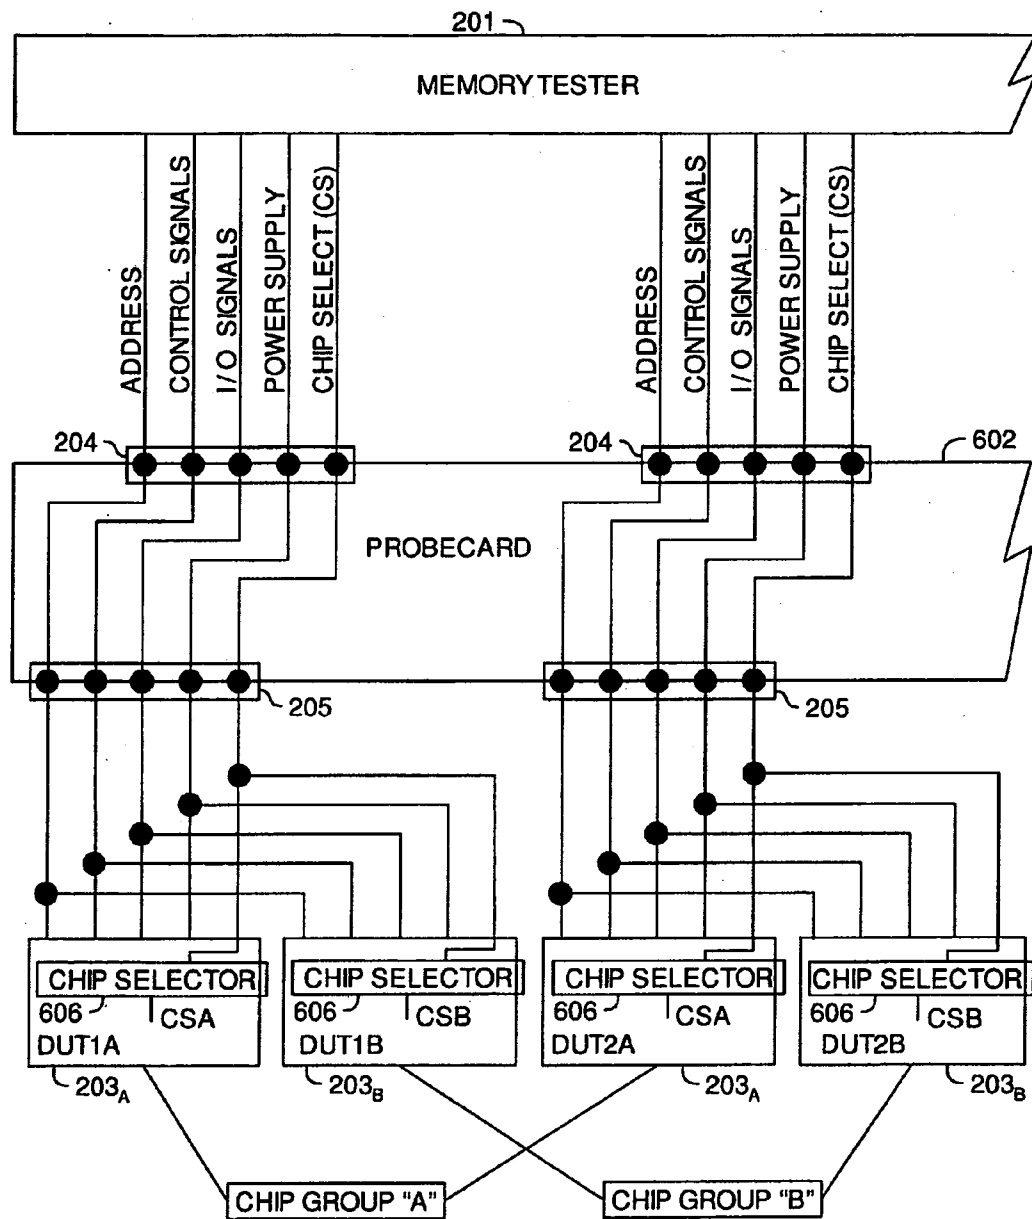 201
MEMORY TESTER
ADDRESS
CONTROL SIGNALS
I/O SIGNALS
POWER SUPPLY
CHIP SELECT (CS)
ADDRESS
CONTROL SIGNALS
I/O SIGNALS
POWER SUPPLY
CHIP SELECT (CS)
204
204
602
PROBECARD
205
205
CHIP SELECTOR
CHIP SELECTOR
CHIP SELECTOR
CHIP SELECTOR
606
CSA
606
CSB
606
CSA
606
CSB
DUT1A
DUT1B
DUT2A
DUT2B
203A
203B
203A
203B
CHIP GROUP "A"
CHIP GROUP "B"